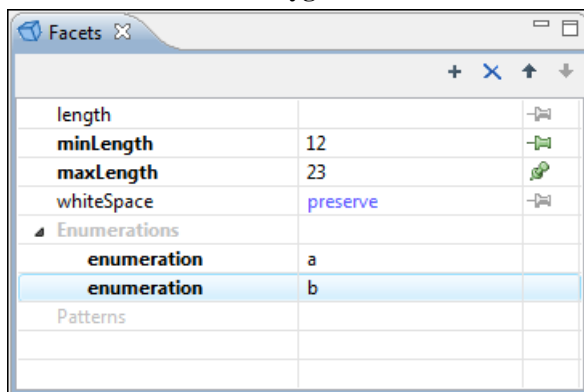 Facets
length
minLength 12
maxLength 23
whiteSpace preserve
Enumerations
enumeration a
enumeration b
Patterns